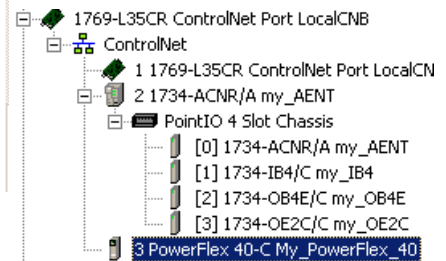 1769-L35CR ControlNet Port LocalCNB
ControlNet
1 1769-L35CR ControlNet Port LocalCN
2 1734-ACNR/A my_AENT
PointIO 4 Slot Chassis
[0] 1734-ACNR/A my_AENT
[1] 1734-IB4/C my_IB4
[2] 1734-OB4E/C my_OB4E
[3] 1734-OE2C/C my_OE2C
3 PowerFlex 40-C My_PowerFlex_40